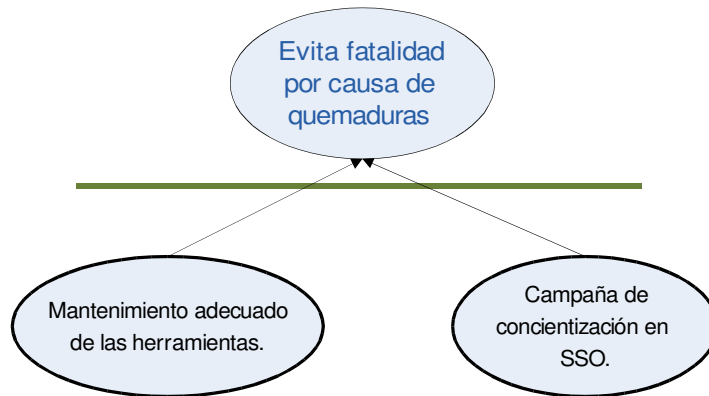 Evita fatalidad
por causa de
quemaduras
Mantenimiento adecuado
de las herramientas.
Campaña de
concientización en
SSO.